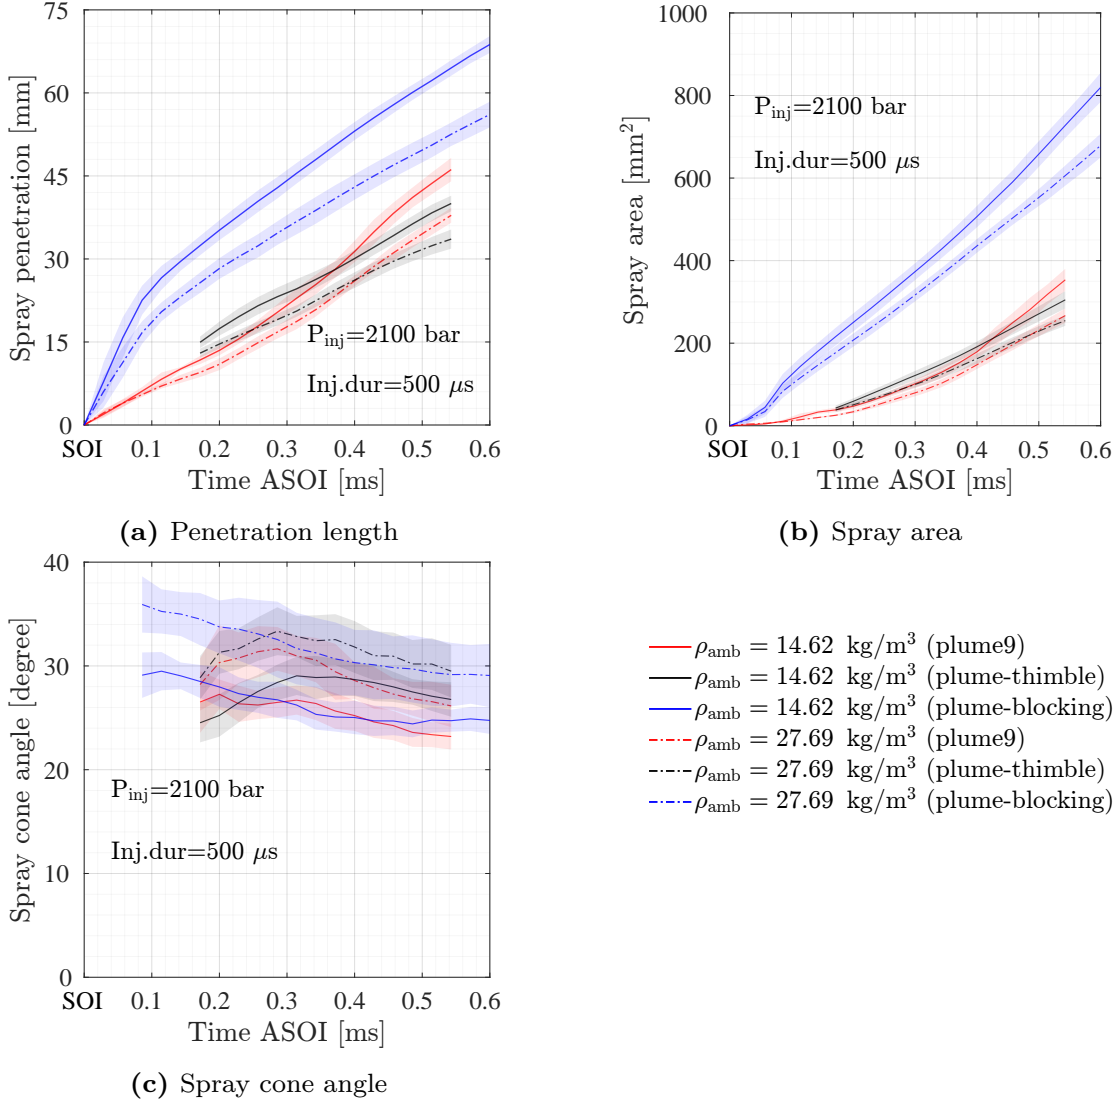 75
60
45
30
15
0
Spray penetration [mm]
P_inj=2100 bar
Inj.dur=500 μs
SOI 0.1 0.2 0.3 0.4 0.5 0.6
Time ASOI [ms]
(a) Penetration length
1000
800
600
400
200
0
Spray area [mm²]
P_inj=2100 bar
Inj.dur=500 μs
SOI 0.1 0.2 0.3 0.4 0.5 0.6
Time ASOI [ms]
(b) Spray area
40
30
20
10
0
Spray cone angle [degree]
P_inj=2100 bar
Inj.dur=500 μs
SOI 0.1 0.2 0.3 0.4 0.5 0.6
Time ASOI [ms]
(c) Spray cone angle
ρ_amb = 14.62 kg/m³ (plume9)
ρ_amb = 14.62 kg/m³ (plume-thimble)
ρ_amb = 14.62 kg/m³ (plume-blocking)
ρ_amb = 27.69 kg/m³ (plume9)
ρ_amb = 27.69 kg/m³ (plume-thimble)
ρ_amb = 27.69 kg/m³ (plume-blocking)